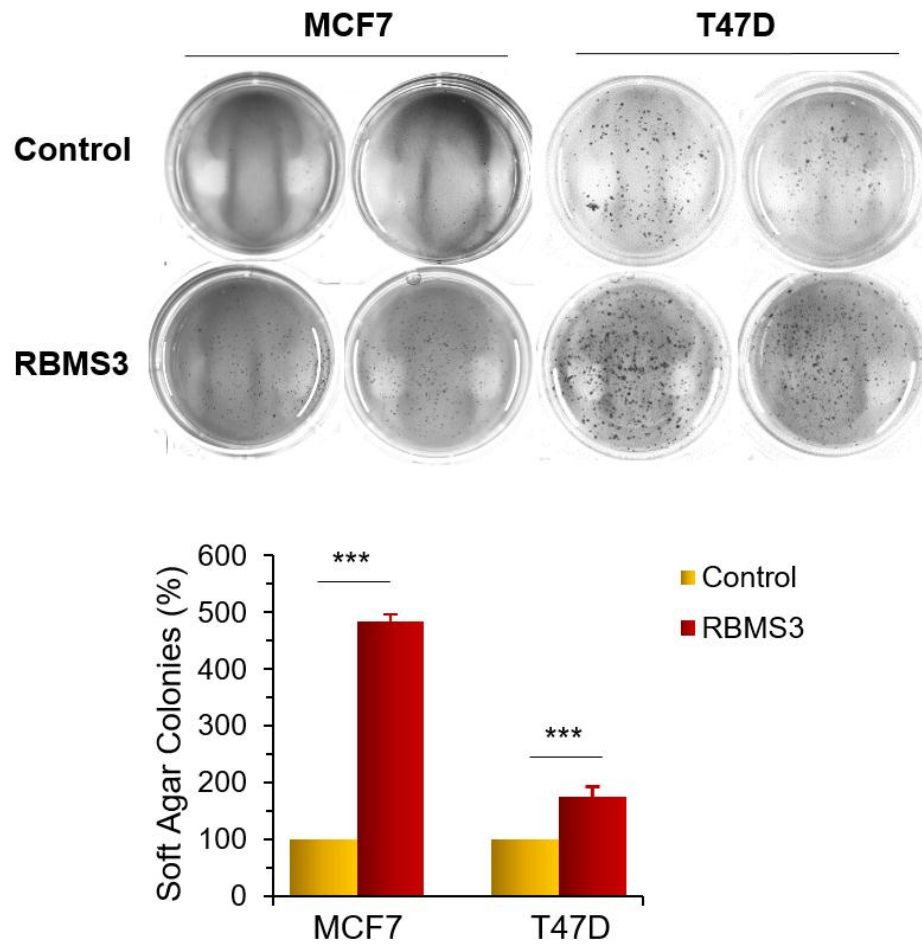 MCF7 T47D
Control
RBMS3
Soft Agar Colonies (%)
600
500
400
300
200
100
0
***
***
MCF7 T47D
Control
RBMS3